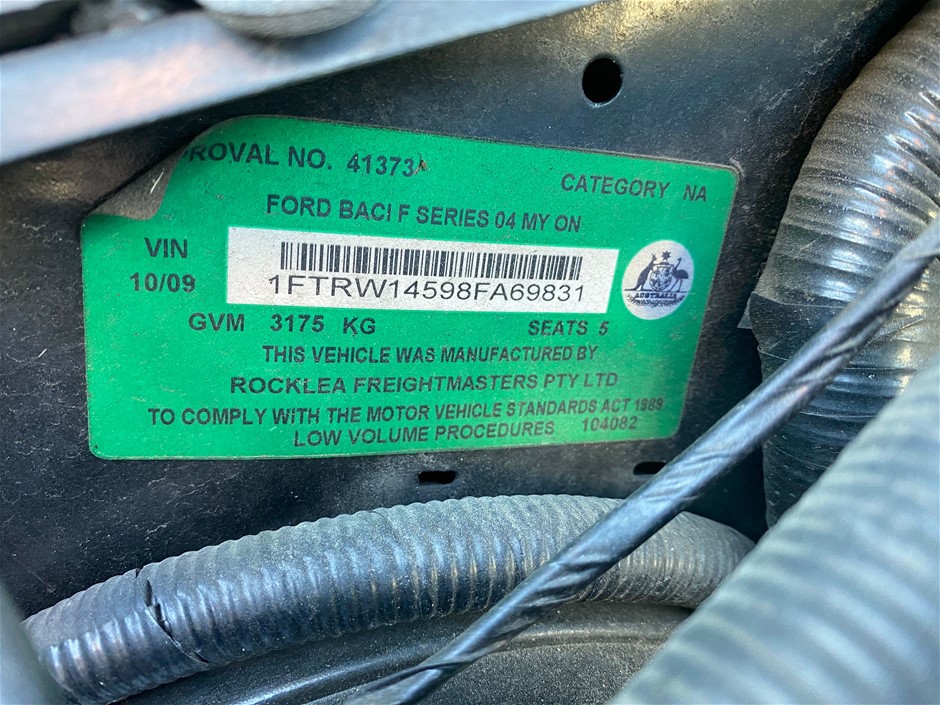 ROVAL NO. 41373
CATEGORY NA
FORD BACI F SERIES 04 MY ON
VIN
10/09
1FTRW14598FA69831
AUSTRALIA
GVM 3175 KG
SEATS 5
THIS VEHICLE WAS MANUFACTURED BY
ROCKLEA FREIGHTMASTERS PTY LTD
TO COMPLY WITH THE MOTOR VEHICLE STANDARDS ACT 1989
LOW VOLUME PROCEDURES 104082